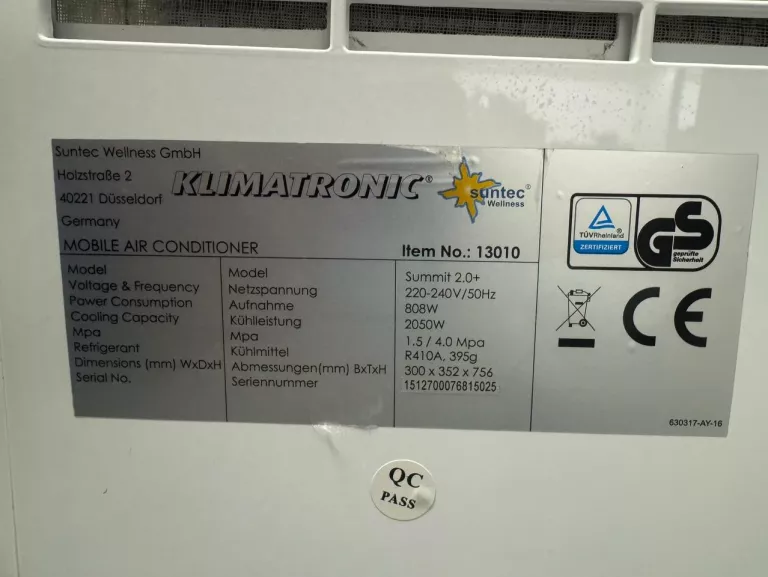 Suntec Wellness GmbH
Holzstraße 2
40221 Düsseldorf
Germany
KLIMATRONIC®
suntec®
Wellness
MOBILE AIR CONDITIONER
Item No.: 13010
Model Model Summit 2.0+
Voltage & Frequency Netzspannung 220-240V/50Hz
Power Consumption Aufnahme 808W
Cooling Capacity Kühlleistung 2050W
Mpa Mpa 1.5 / 4.0 Mpa
Refrigerant Kühlmittel R410A, 395g
Dimensions (mm) WxDxH Abmessungen(mm) BxTxH 300 x 352 x 756
Serial No. Seriennummer 1512700076815025
TÜVRheinland
ZERTIFIZIERT
GS
geprüfte
Sicherheit
CE
630317-AY-16
QC
PASS